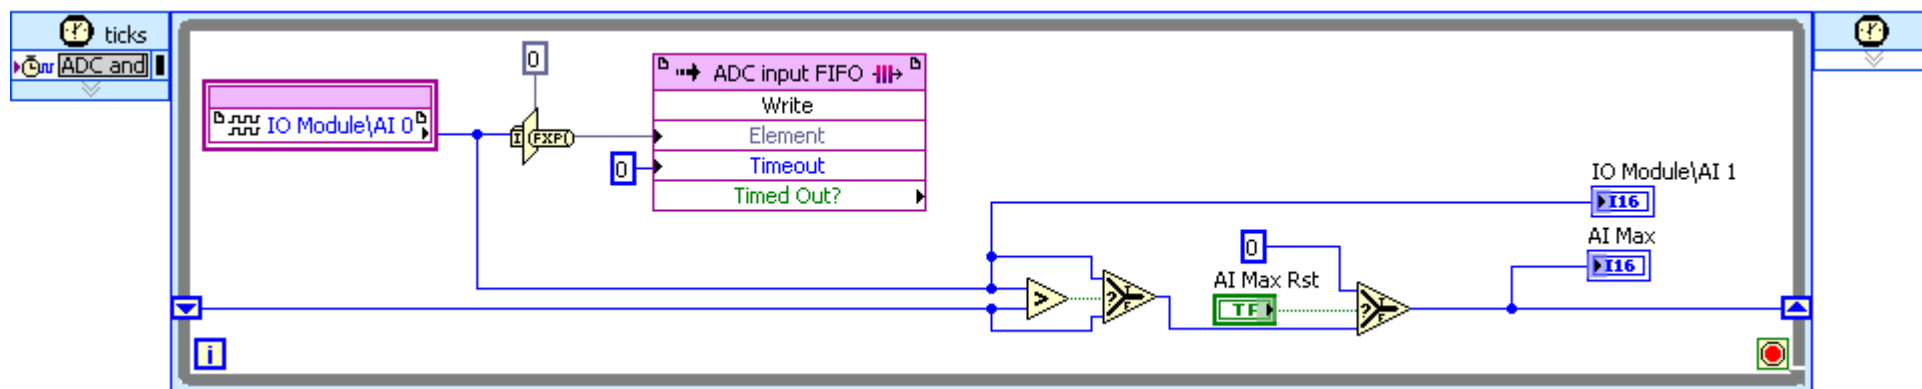 ticks
ADC and
IO Module\AI 0
0
I
(FXP()
ADC input FIFO
Write
Element
0
Timeout
Timed Out?
IO Module\AI 1
I16
AI Max
I16
0
AI Max Rst
TF
>
?
T
F
?
T
F
i